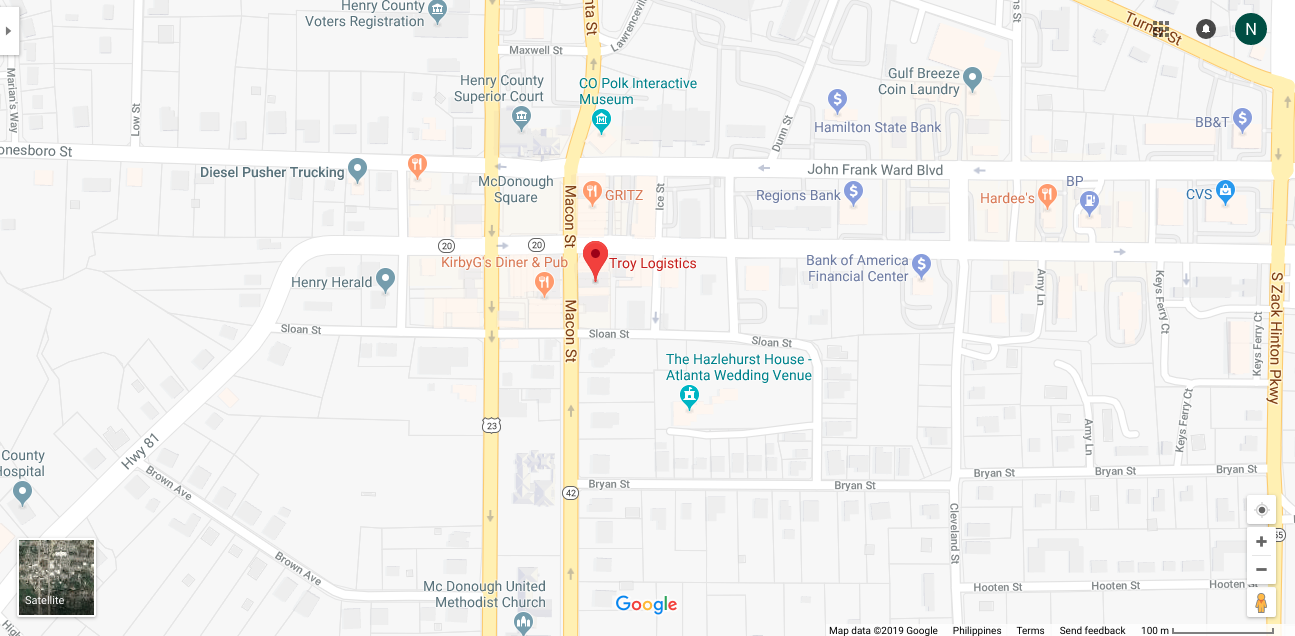 Henry County
Voters Registration
nta St
Lawrenceville
ns St
Turner St
N
Maxwell St
Marian's Way
Low St
Henry County
Superior Court
CO Polk Interactive
Museum
Gulf Breeze
Coin Laundry
Dunn St
Hamilton State Bank
BB&T
onesboro St
Diesel Pusher Trucking
McDonough
Square
Macon St
GRITZ
Ice St
John Frank Ward Blvd
Regions Bank
Hardee's
BP
CVS
20
20
KirbyG's Diner & Pub
Troy Logistics
Bank of America
Financial Center
Henry Herald
Amy Ln
Keys Ferry Ct
S Zack Hinton Pkwy
Sloan St
Macon St
Sloan St
Sloan St
Keys Ferry Ct
The Hazlehurst House -
Atlanta Wedding Venue
23
Hwy 81
Amy Ln
Keys Ferry Ct
County
Hospital
Brown Ave
Bryan St
Bryan St
Bryan St
Bryan St
Bryan St
42
Cleveland St
55
Brown Ave
Satellite
Mc Donough United
Methodist Church
Hooten St
Hooten St
Hooten St
Google
Map data ©2019 Google
Philippines
Terms
Send feedback
100 m